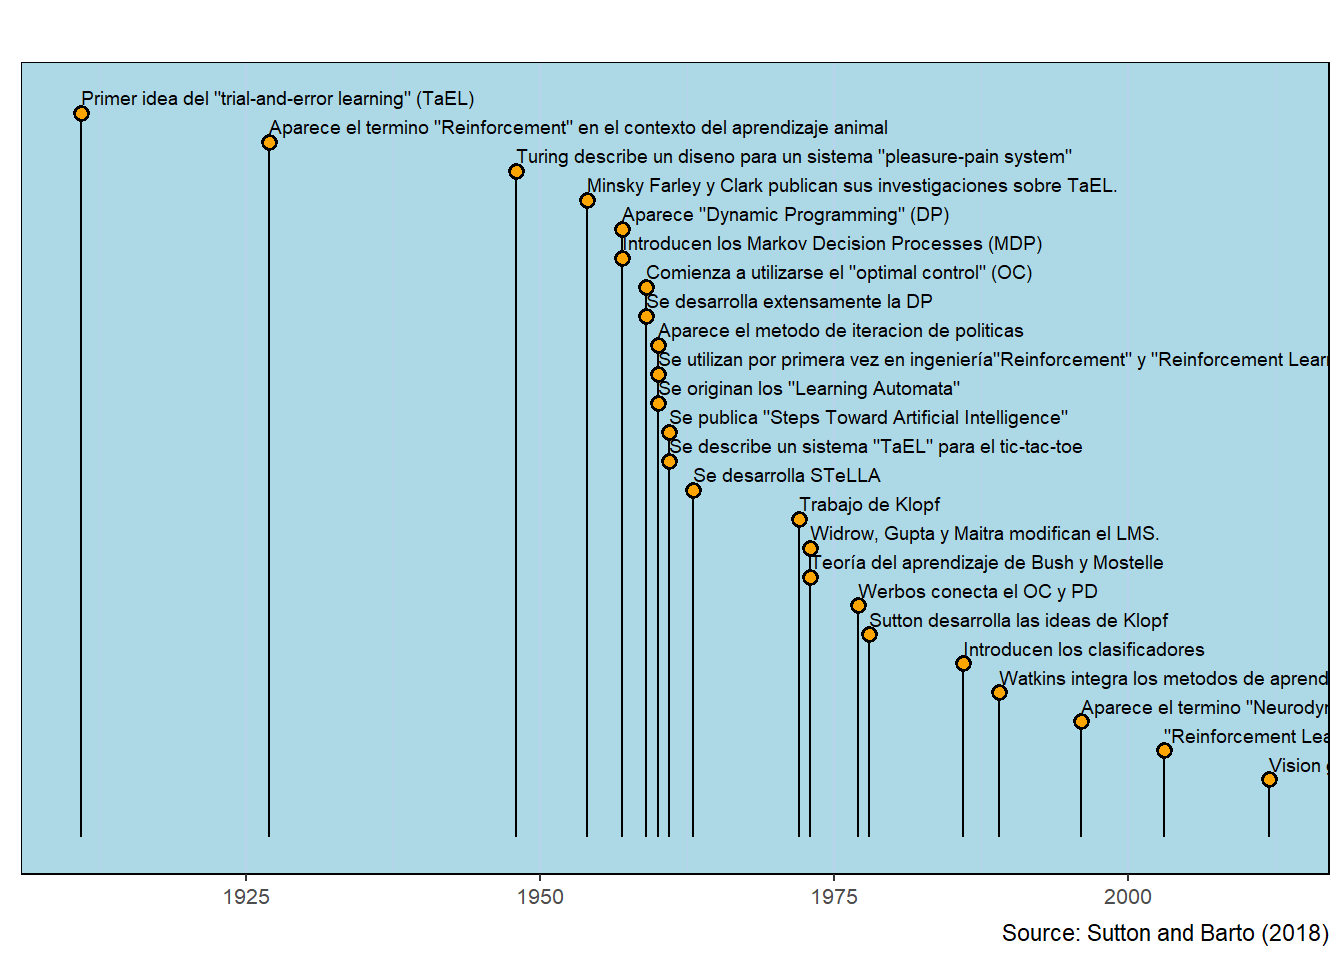 Primer idea del "trial-and-error learning" (TaEL)
Aparece el termino "Reinforcement" en el contexto del aprendizaje animal
Turing describe un diseno para un sistema "pleasure-pain system"
Minsky Farley y Clark publican sus investigaciones sobre TaEL.
Aparece "Dynamic Programming" (DP)
Introducen los Markov Decision Processes (MDP)
Comienza a utilizarse el "optimal control" (OC)
Se desarrolla extensamente la DP
Aparece el metodo de iteracion de politicas
Se utilizan por primera vez en ingeniería"Reinforcement" y "Reinforcement
Se originan los "Learning Automata"
Se publica "Steps Toward Artificial Intelligence"
Se describe un sistema "TaEL" para el tic-tac-toe
Se desarrolla STeLLA
Trabajo de Klopf
Widrow, Gupta y Maitra modifican el LMS.
Teoría del aprendizaje de Bush y Mostelle
Werbos conecta el OC y PD
Sutton desarrolla las ideas de Klopf
Introducen los clasificadores
Watkins integra los metodos de
Aparece el termino
"Reinforcement
Vision
1925 1950 1975 2000
Source: Sutton and Barto (2018)